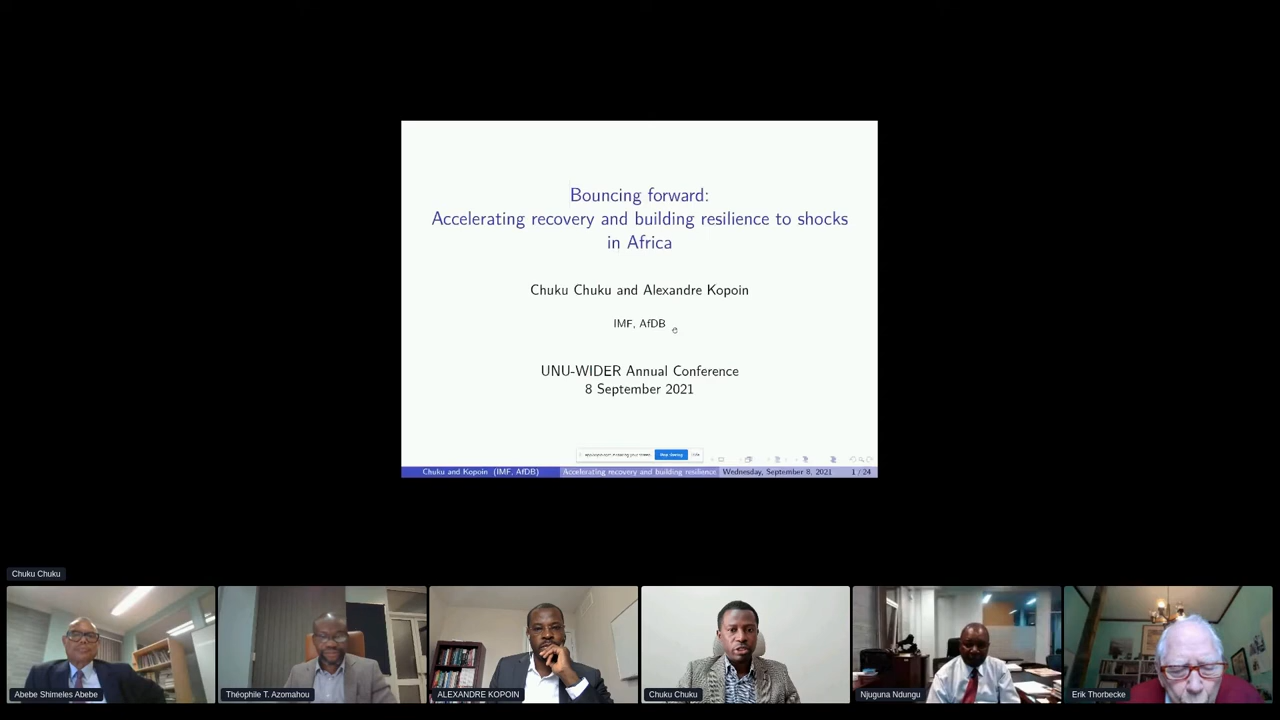 Bouncing forward:
Accelerating recovery and building resilience to shocks
in Africa
Chuku Chuku and Alexandre Kopoin
IMF, AfDB
UNU-WIDER Annual Conference
8 September 2021
Stop Sharing
Chuku and Kopoin (IMF, AfDB) Accelerating recovery and building resilience Wednesday, September 8, 2021 1 / 24
Chuku Chuku
Abebe Shimeles Abebe
Théophile T. Azomahou
ALEXANDRE KOPOIN
Chuku Chuku
Njuguna Ndungu
Erik Thorbecke